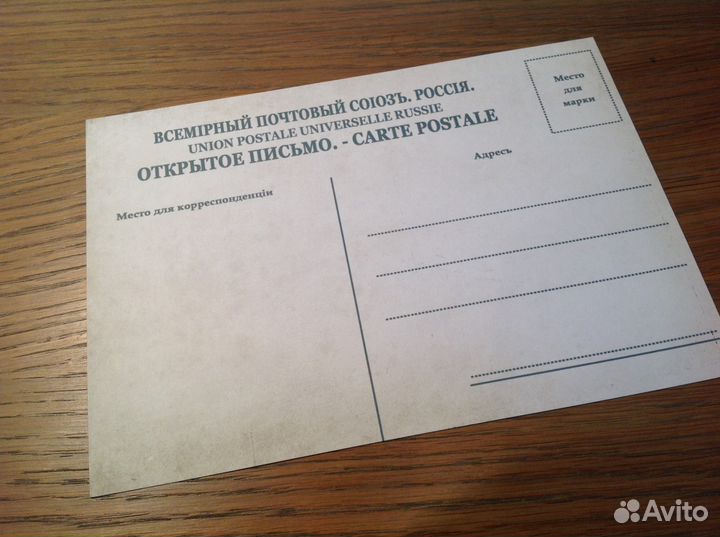 ВСЕМІРНЫЙ ПОЧТОВЫЙ СОЮЗЪ. РОССІЯ.
UNION POSTALE UNIVERSELLE RUSSIE
ОТКРЫТОЕ ПИСЬМО. - CARTE POSTALE
Место
для
марки
Место для корреспонденціи
Адресъ
Avito